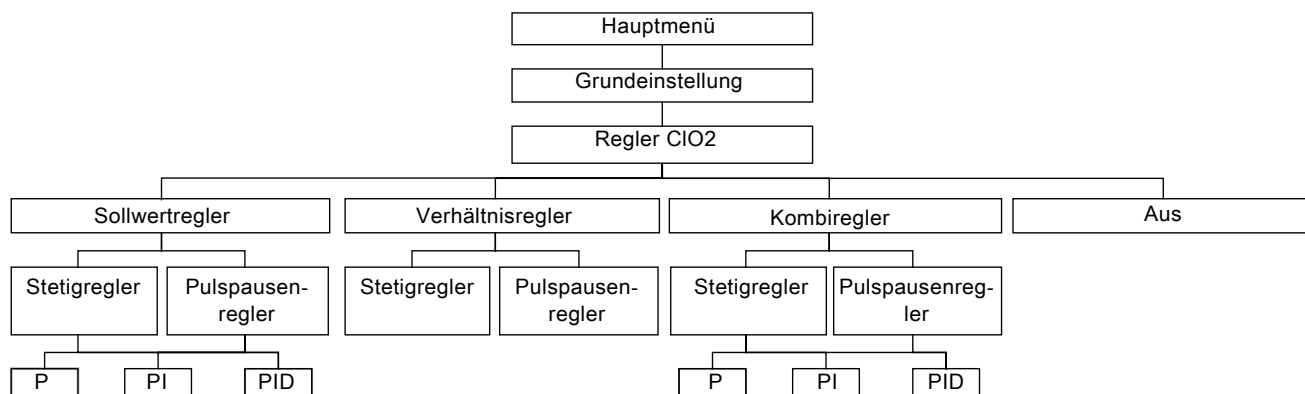 Hauptmenü
Grundeinstellung
Regler ClO2
Sollwertregler
Verhältnisregler
Kombiregler
Aus
Stetigregler
Pulspausen-
regler
Stetigregler
Pulspausen-
regler
Stetigregler
Pulspausenreg-
ler
P
PI
PID
P
PI
PID